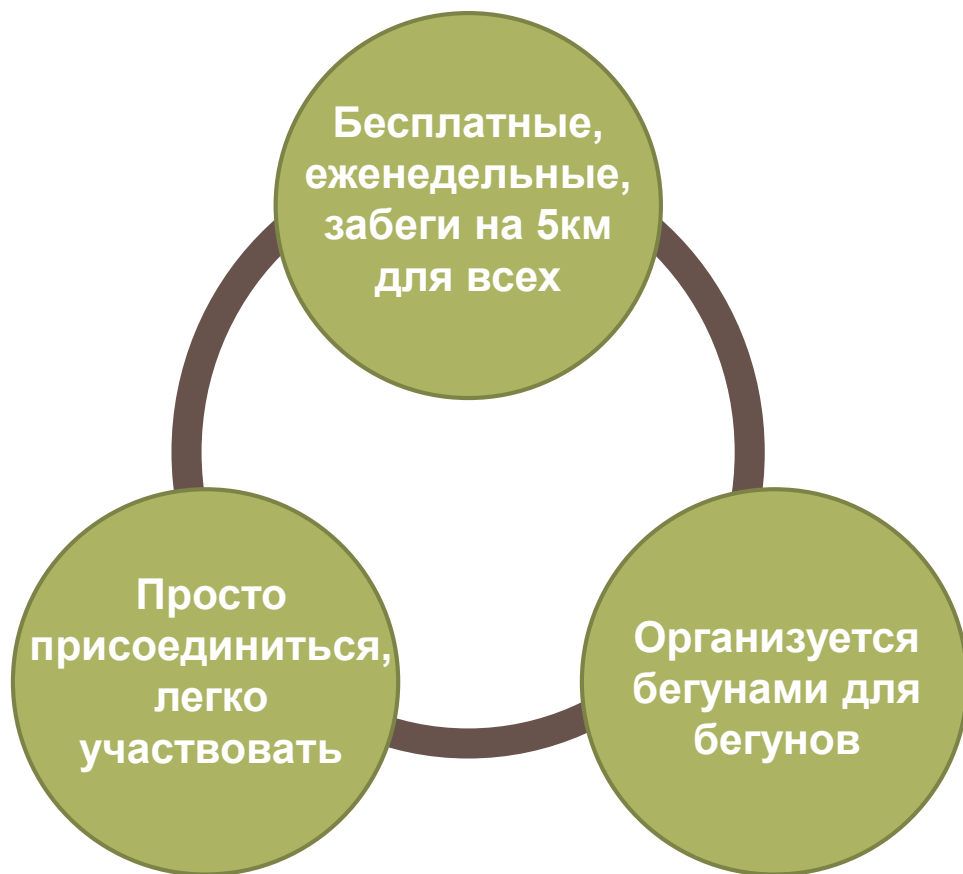 Бесплатные,
еженедельные,
забеги на 5км
для всех
Просто
присоединиться,
легко
участвовать
Организуется
бегунами для
бегунов